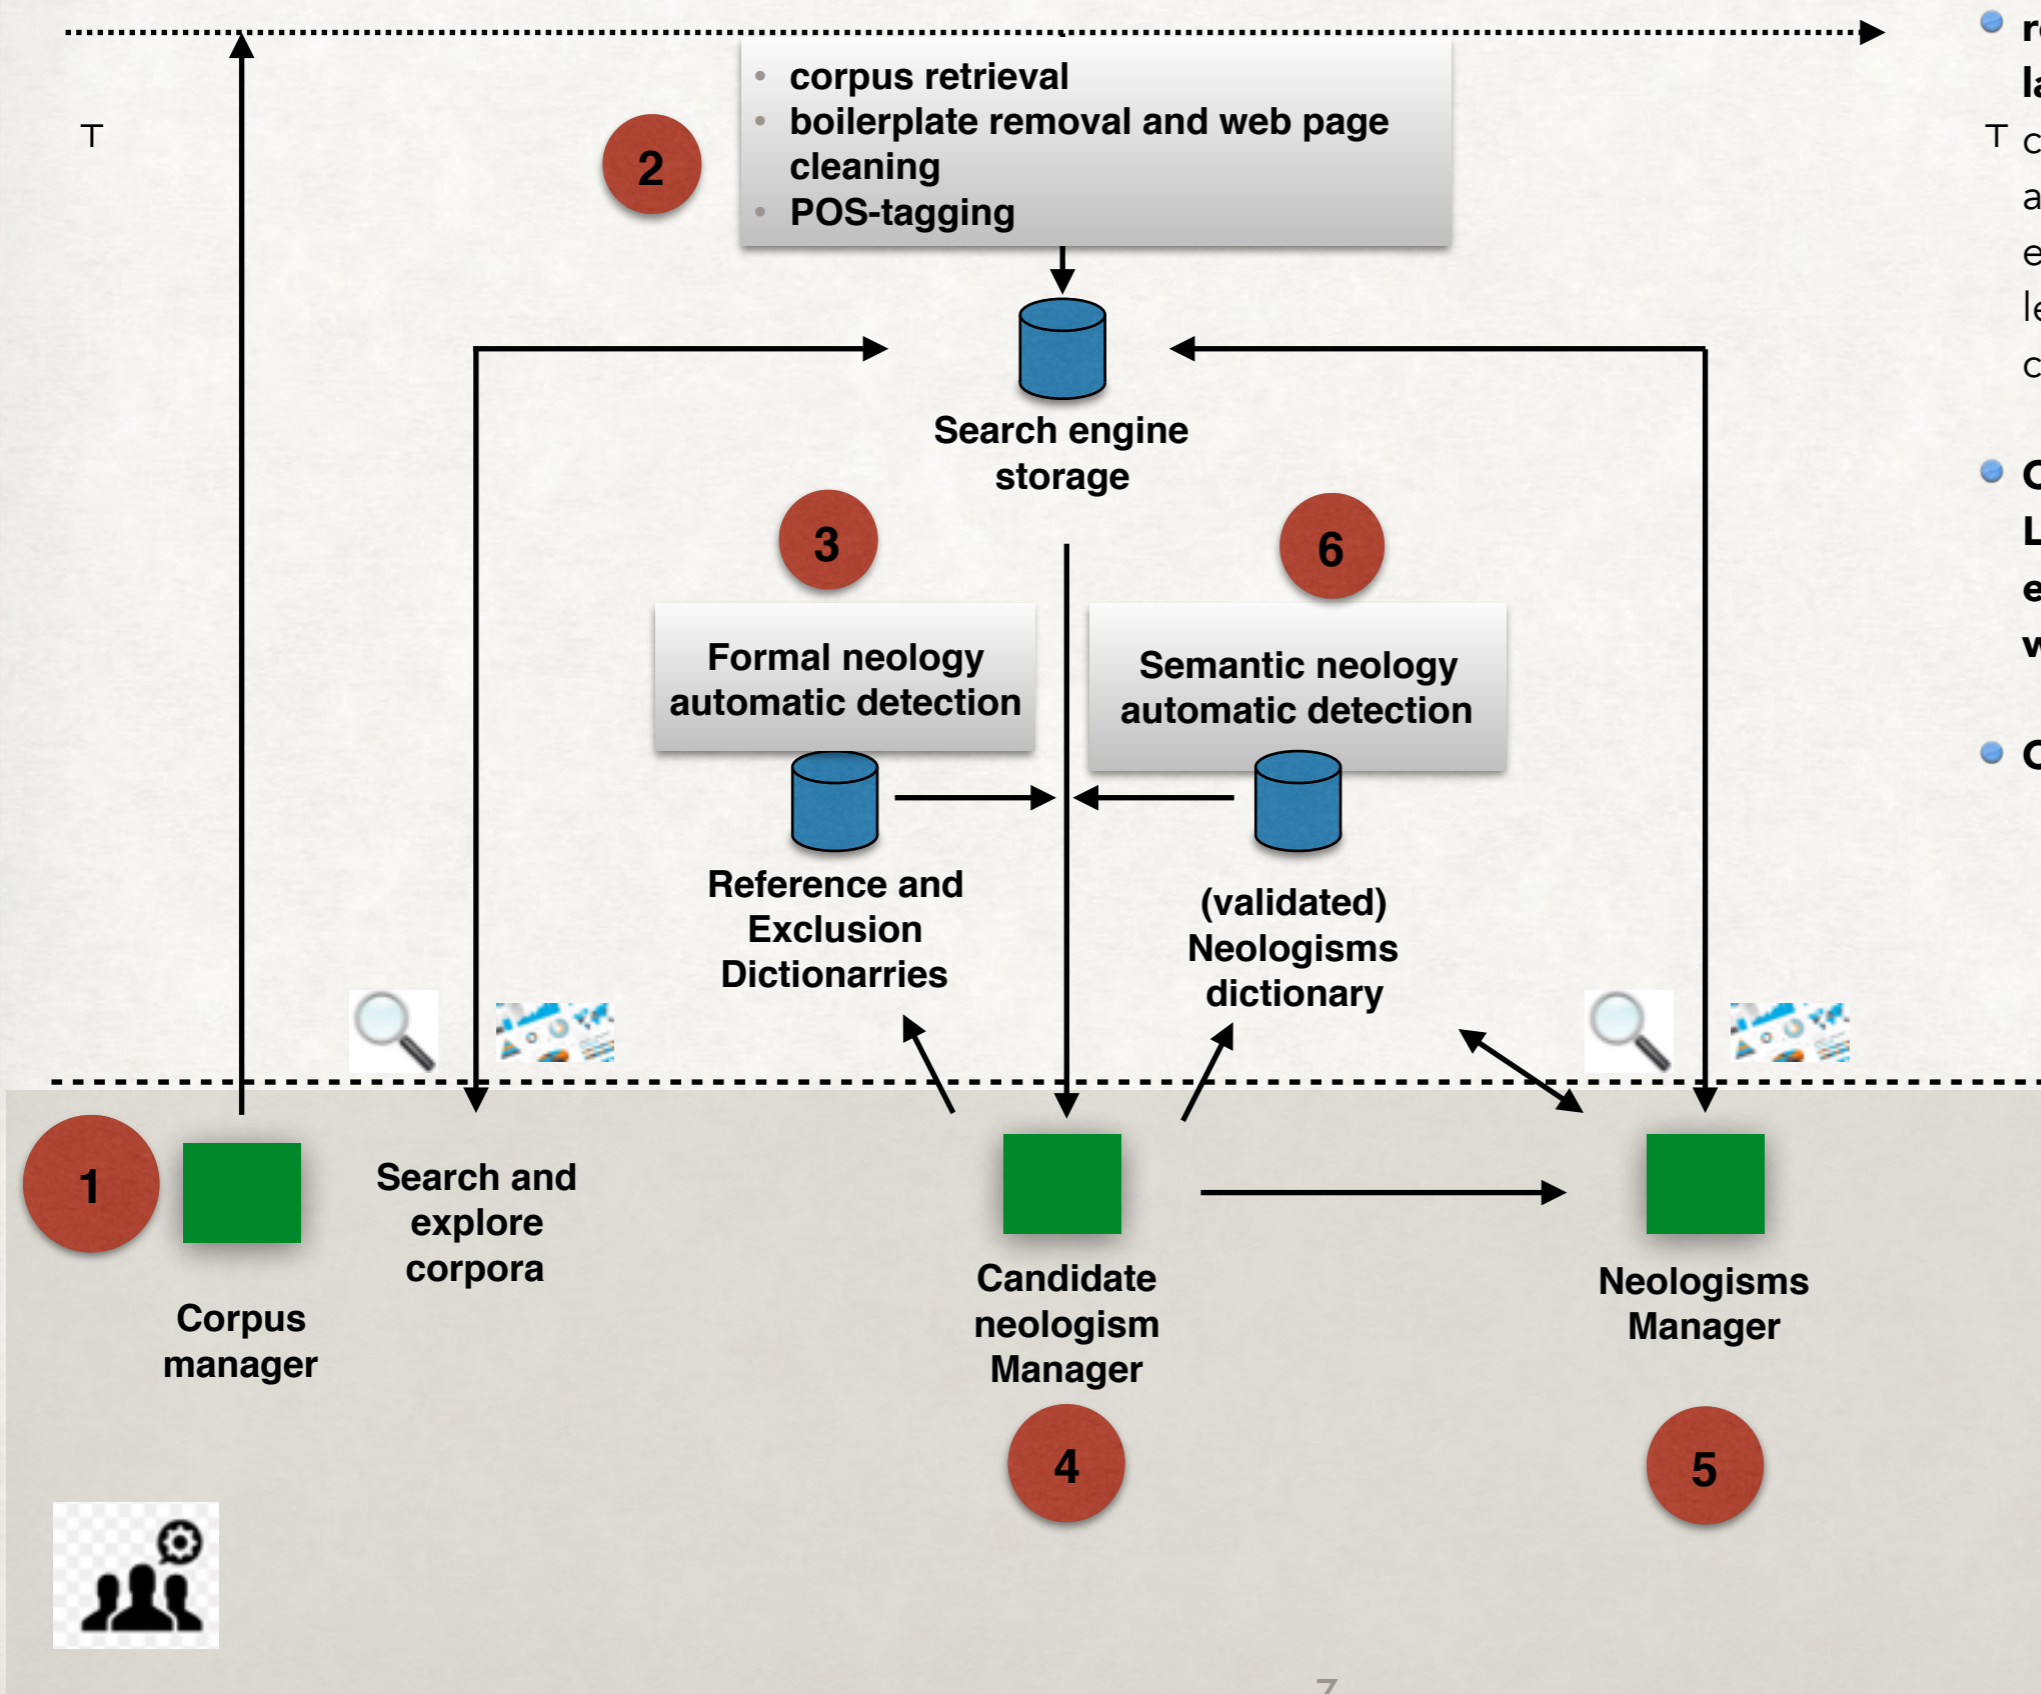 corpus retrieval
boilerplate removal and web page
cleaning
POS-tagging
2
Search engine
storage
3
6
Formal neology
automatic detection
Semantic neology
automatic detection
Reference and
Exclusion
Dictionarries
(validated)
Neologisms
dictionary
1
Corpus
manager
Search and
explore
corpora
Candidate
neologism
Manager
4
Neologisms
Manager
5